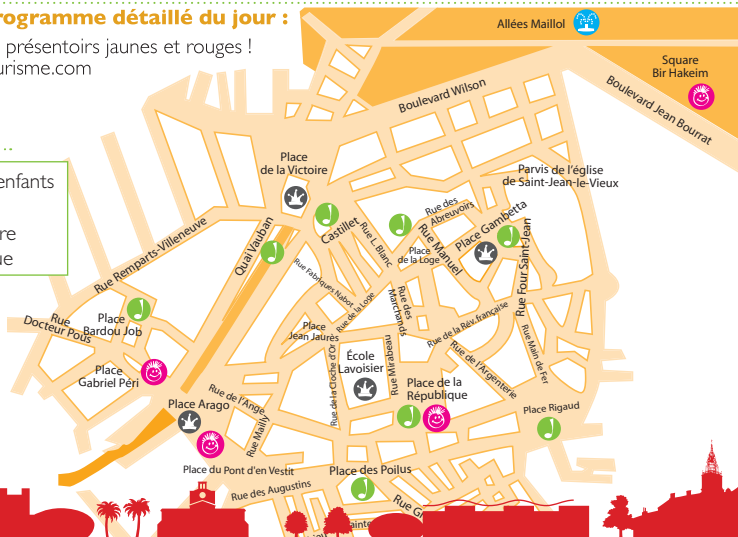 rogramme détaillé du jour :
présentoirs jaunes et rouges !
urisme.com
enfants
re
ue
Allées Maillol
Square
Bir Hakeim
Boulevard Wilson
Boulevard Jean Bourrat
Place
de la Victoire
Parvis de l'église
de Saint-Jean-le-Vieux
Rue des
Abreuvoirs
Castillet
Rue L. Blanc
Rue Manuel
Place Gambetta
Place
de la Loge
Rue Four Saint-Jean
Quai Vauban
Rue Remparts-Villeneuve
Rue Fabriques Nabot
Rue de la Loge
Rue des
Marchands
Rue
Docteur Pous
Place
Bardou Job
Place
Jean Jaurès
Rue de la Rév. française
Rue Main de Fer
École
Lavoisier
Rue Mirabeau
Rue de la Cloche d'Or
Rue de l'Argenterie
Place
Gabriel Péri
Place de la
République
Place Arago
Rue de l'Ange
Rue Mailly
Place Rigaud
Place du Pont d'en Vestit
Place des Poilus
Rue des Augustins